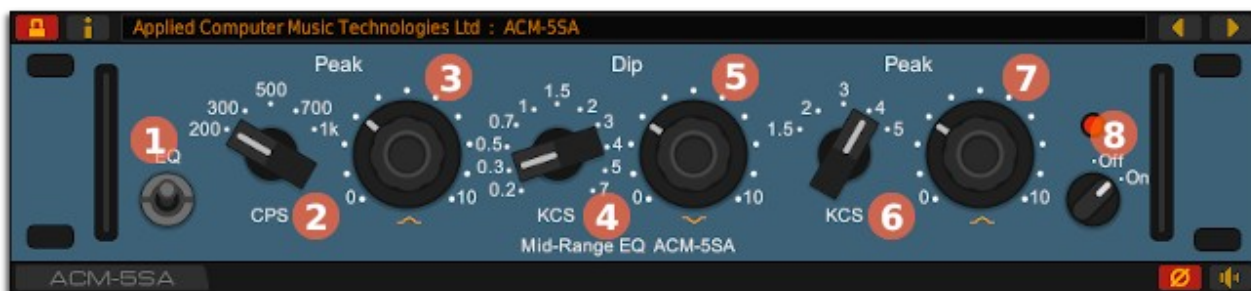 Applied Computer Music Technologies Ltd : ACM-5SA
Peak 3 Dip 5 Peak 7
200 300 500 700 1k
0.2 0.3 0.5 0.7 1 1.5 2 3 4 5 7
1.5 2 3 4 5
1 EQ
0 10 0 10 0 10
8 Off On
CPS 2 KCS 4 KCS 6
Mid-Range EQ ACM-5SA
ACM-5SA